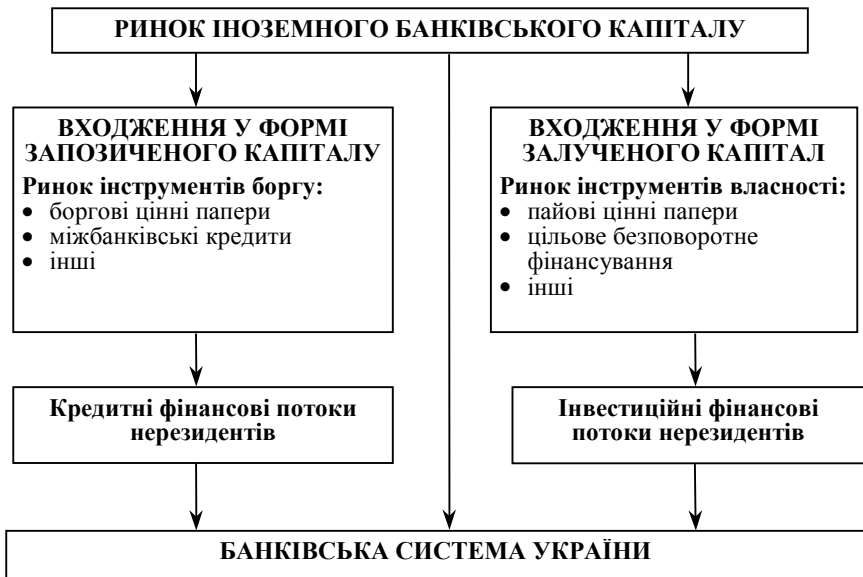 РИНОК ІНОЗЕМНОГО БАНКІВСЬКОГО КАПІТАЛУ
ВХОДЖЕННЯ У ФОРМІ
ЗАПОЗИЧЕНОГО КАПІТАЛУ
Ринок інструментів боргу:
• боргові цінні папери
• міжбанківські кредити
• інші
ВХОДЖЕННЯ У ФОРМІ
ЗАЛУЧЕНОГО КАПІТАЛ
Ринок інструментів власності:
• пайові цінні папери
• цільове безповоротне
фінансування
• інші
Кредитні фінансові потоки
нерезидентів
Інвестиційні фінансові
потоки нерезидентів
БАНКІВСЬКА СИСТЕМА УКРАЇНИ